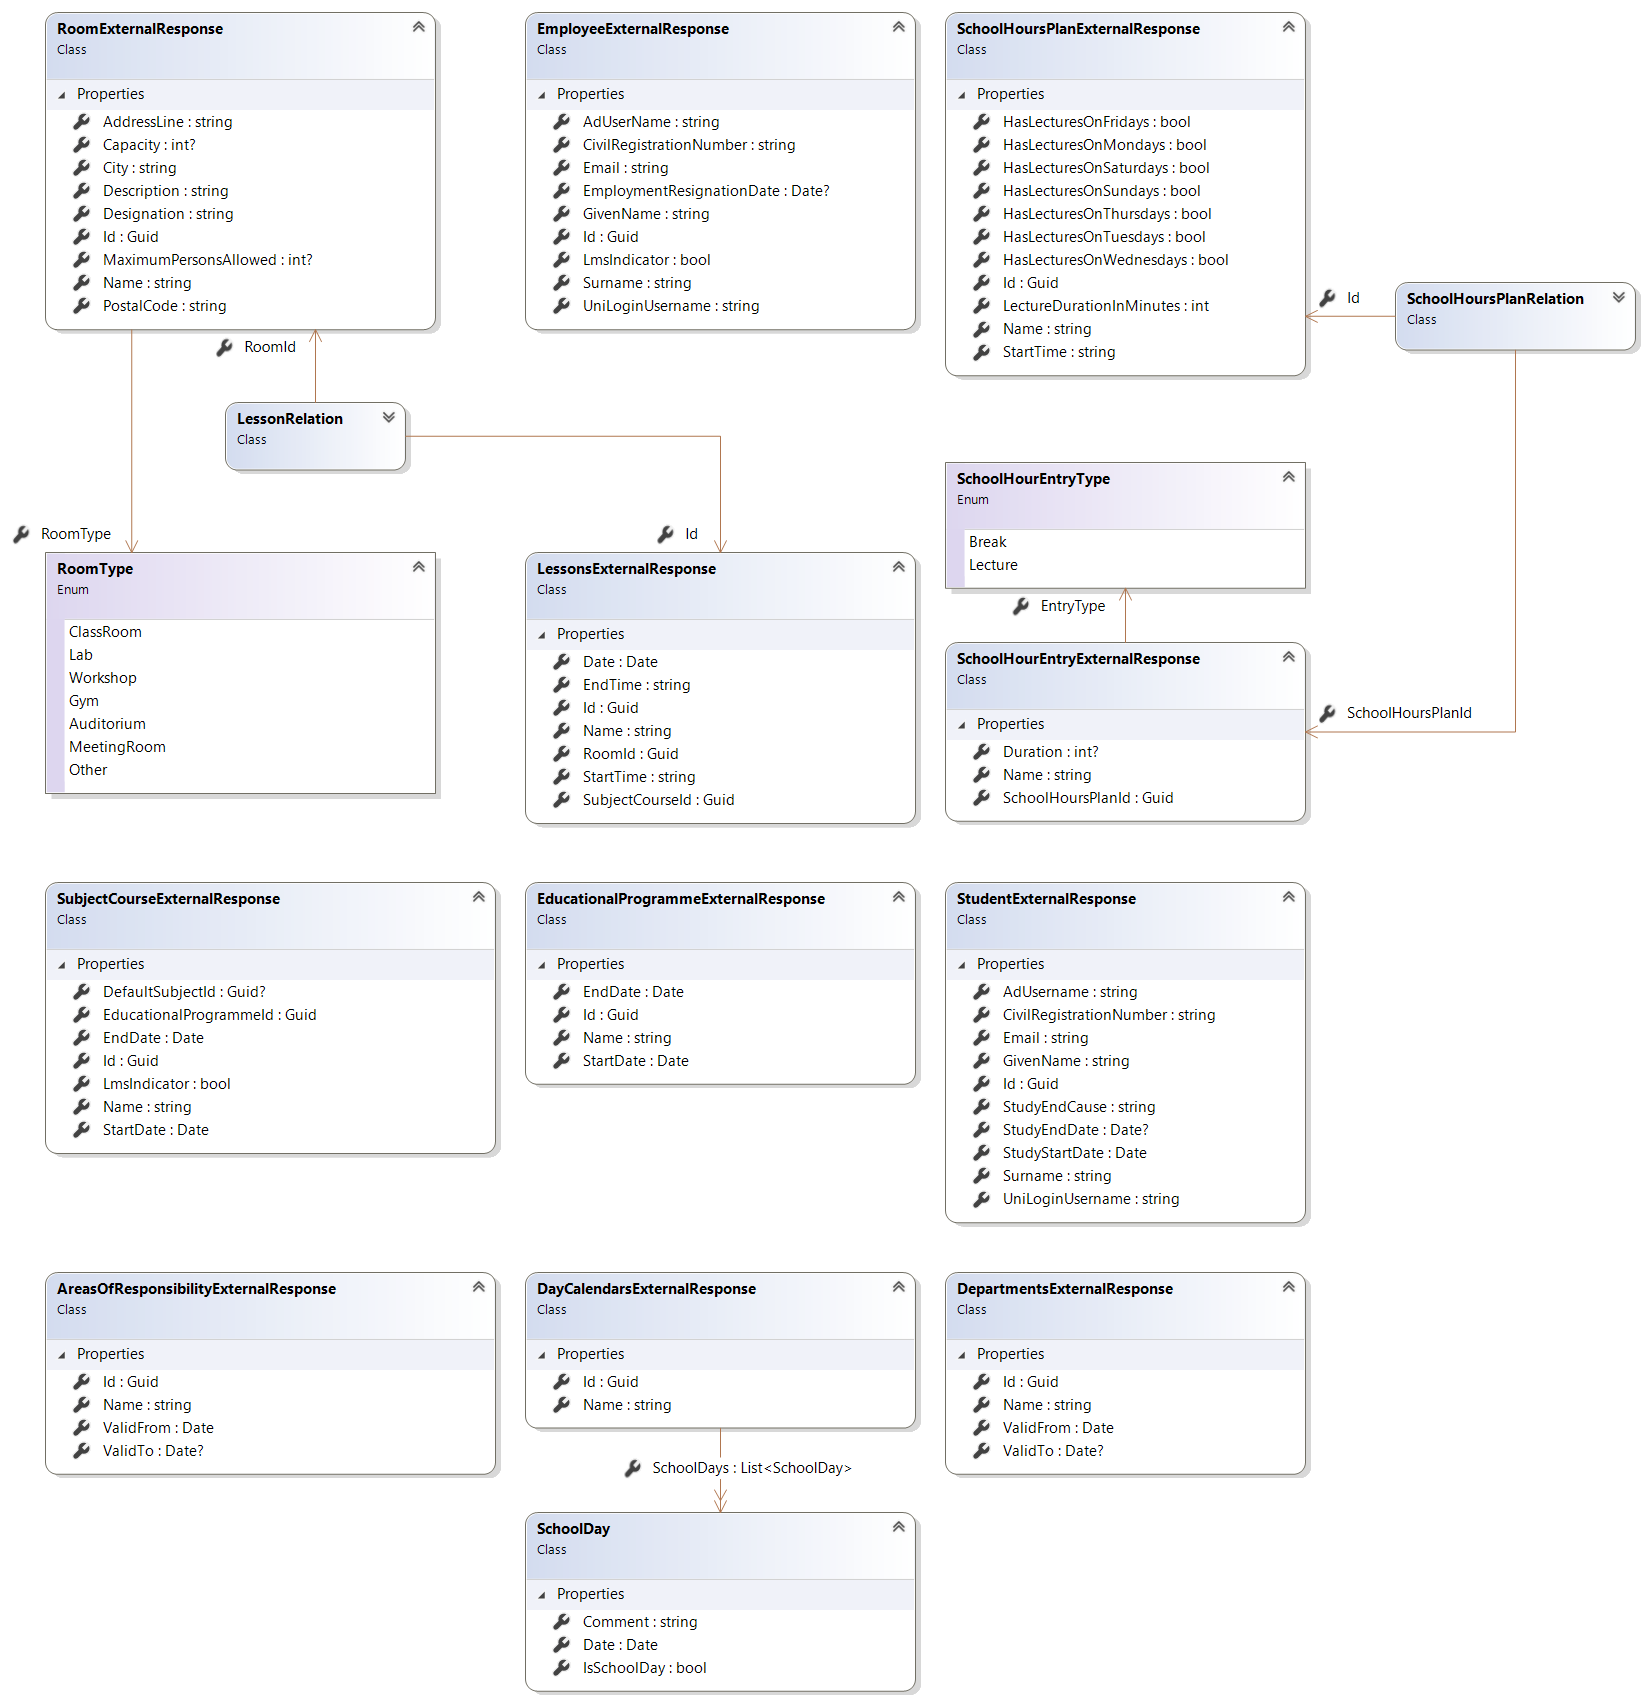 RoomExternalResponse
Class
Properties
AddressLine : string
Capacity : int?
City : string
Description : string
Designation : string
Id : Guid
MaximumPersonsAllowed : int?
Name : string
PostalCode : string
EmployeeExternalResponse
Class
Properties
AdUserName : string
CivilRegistrationNumber : string
Email : string
EmploymentResignationDate : Date?
GivenName : string
Id : Guid
LmsIndicator : bool
Surname : string
UniLoginUsername : string
SchoolHoursPlanExternalResponse
Class
Properties
HasLecturesOnFridays : bool
HasLecturesOnMondays : bool
HasLecturesOnSaturdays : bool
HasLecturesOnSundays : bool
HasLecturesOnThursdays : bool
HasLecturesOnTuesdays : bool
HasLecturesOnWednesdays : bool
Id : Guid
LectureDurationInMinutes : int
Name : string
StartTime : string
Id
SchoolHoursPlanRelation
Class
RoomId
LessonRelation
Class
RoomType
Id
RoomType
Enum
ClassRoom
Lab
Workshop
Gym
Auditorium
MeetingRoom
Other
LessonsExternalResponse
Class
Properties
Date : Date
EndTime : string
Id : Guid
Name : string
RoomId : Guid
StartTime : string
SubjectCourseId : Guid
SchoolHourEntryType
Enum
Break
Lecture
EntryType
SchoolHourEntryExternalResponse
Class
Properties
Duration : int?
Name : string
SchoolHoursPlanId : Guid
SchoolHoursPlanId
SubjectCourseExternalResponse
Class
Properties
DefaultSubjectId : Guid?
EducationalProgrammeId : Guid
EndDate : Date
Id : Guid
LmsIndicator : bool
Name : string
StartDate : Date
EducationalProgrammeExternalResponse
Class
Properties
EndDate : Date
Id : Guid
Name : string
StartDate : Date
StudentExternalResponse
Class
Properties
AdUsername : string
CivilRegistrationNumber : string
Email : string
GivenName : string
Id : Guid
StudyEndCause : string
StudyEndDate : Date?
StudyStartDate : Date
Surname : string
UniLoginUsername : string
AreasOfResponsibilityExternalResponse
Class
Properties
Id : Guid
Name : string
ValidFrom : Date
ValidTo : Date?
DayCalendarsExternalResponse
Class
Properties
Id : Guid
Name : string
SchoolDays : List<SchoolDay>
DepartmentsExternalResponse
Class
Properties
Id : Guid
Name : string
ValidFrom : Date
ValidTo : Date?
SchoolDay
Class
Properties
Comment : string
Date : Date
IsSchoolDay : bool